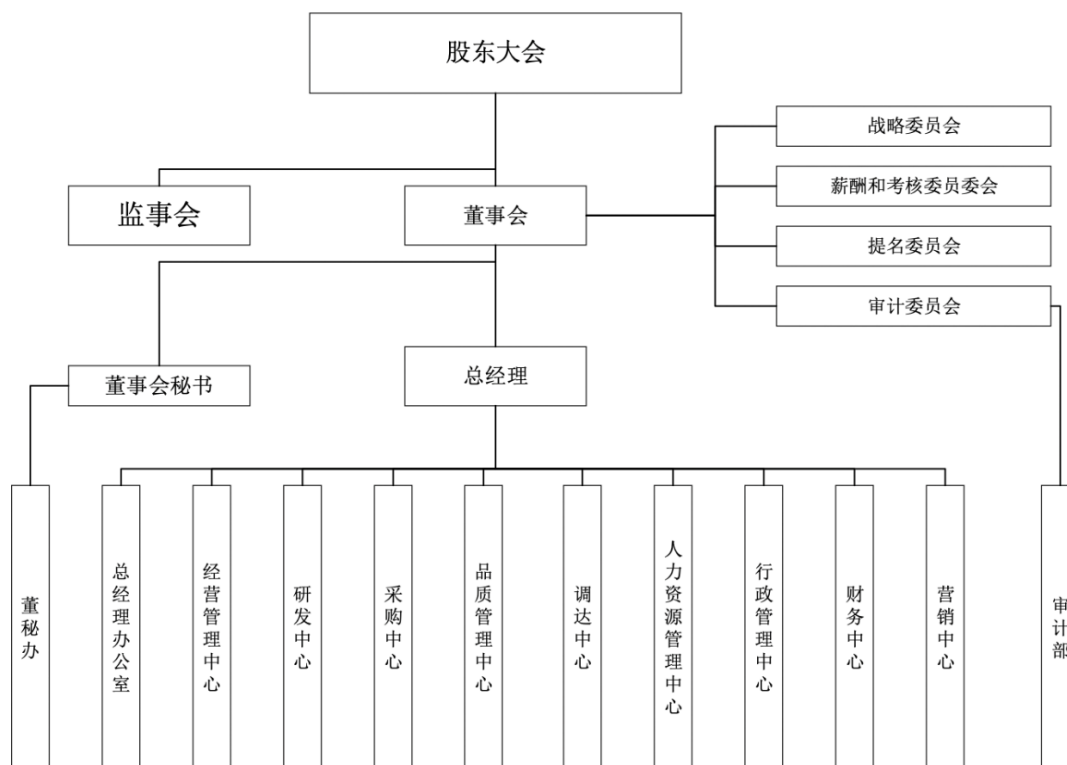 股东大会
战略委员会
薪酬和考核委员委会
监事会
董事会
提名委员会
审计委员会
董事会秘书
总经理
董秘办
总经理办公室
经营管理中心
研发中心
采购中心
品质管理中心
调达中心
人力资源管理中心
行政管理中心
财务中心
营销中心
审计部